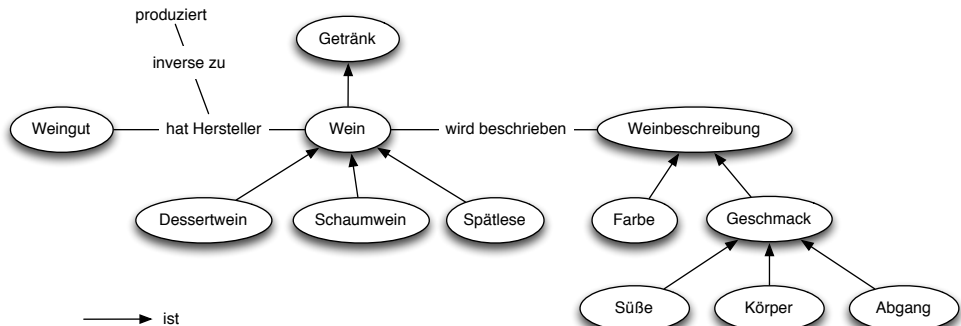 produziert
Getränk
inverse zu
Weingut hat Hersteller Wein wird beschrieben Weinbeschreibung
Dessertwein Schaumwein Spätlese Farbe Geschmack
Süße Körper Abgang
ist